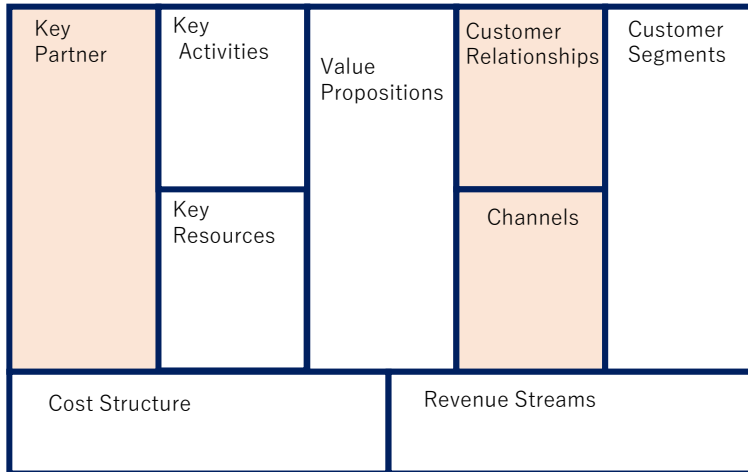 Key
Partner
Key
Activities
Key
Resources
Value
Propositions
Customer
Relationships
Channels
Customer
Segments
Cost Structure
Revenue Streams